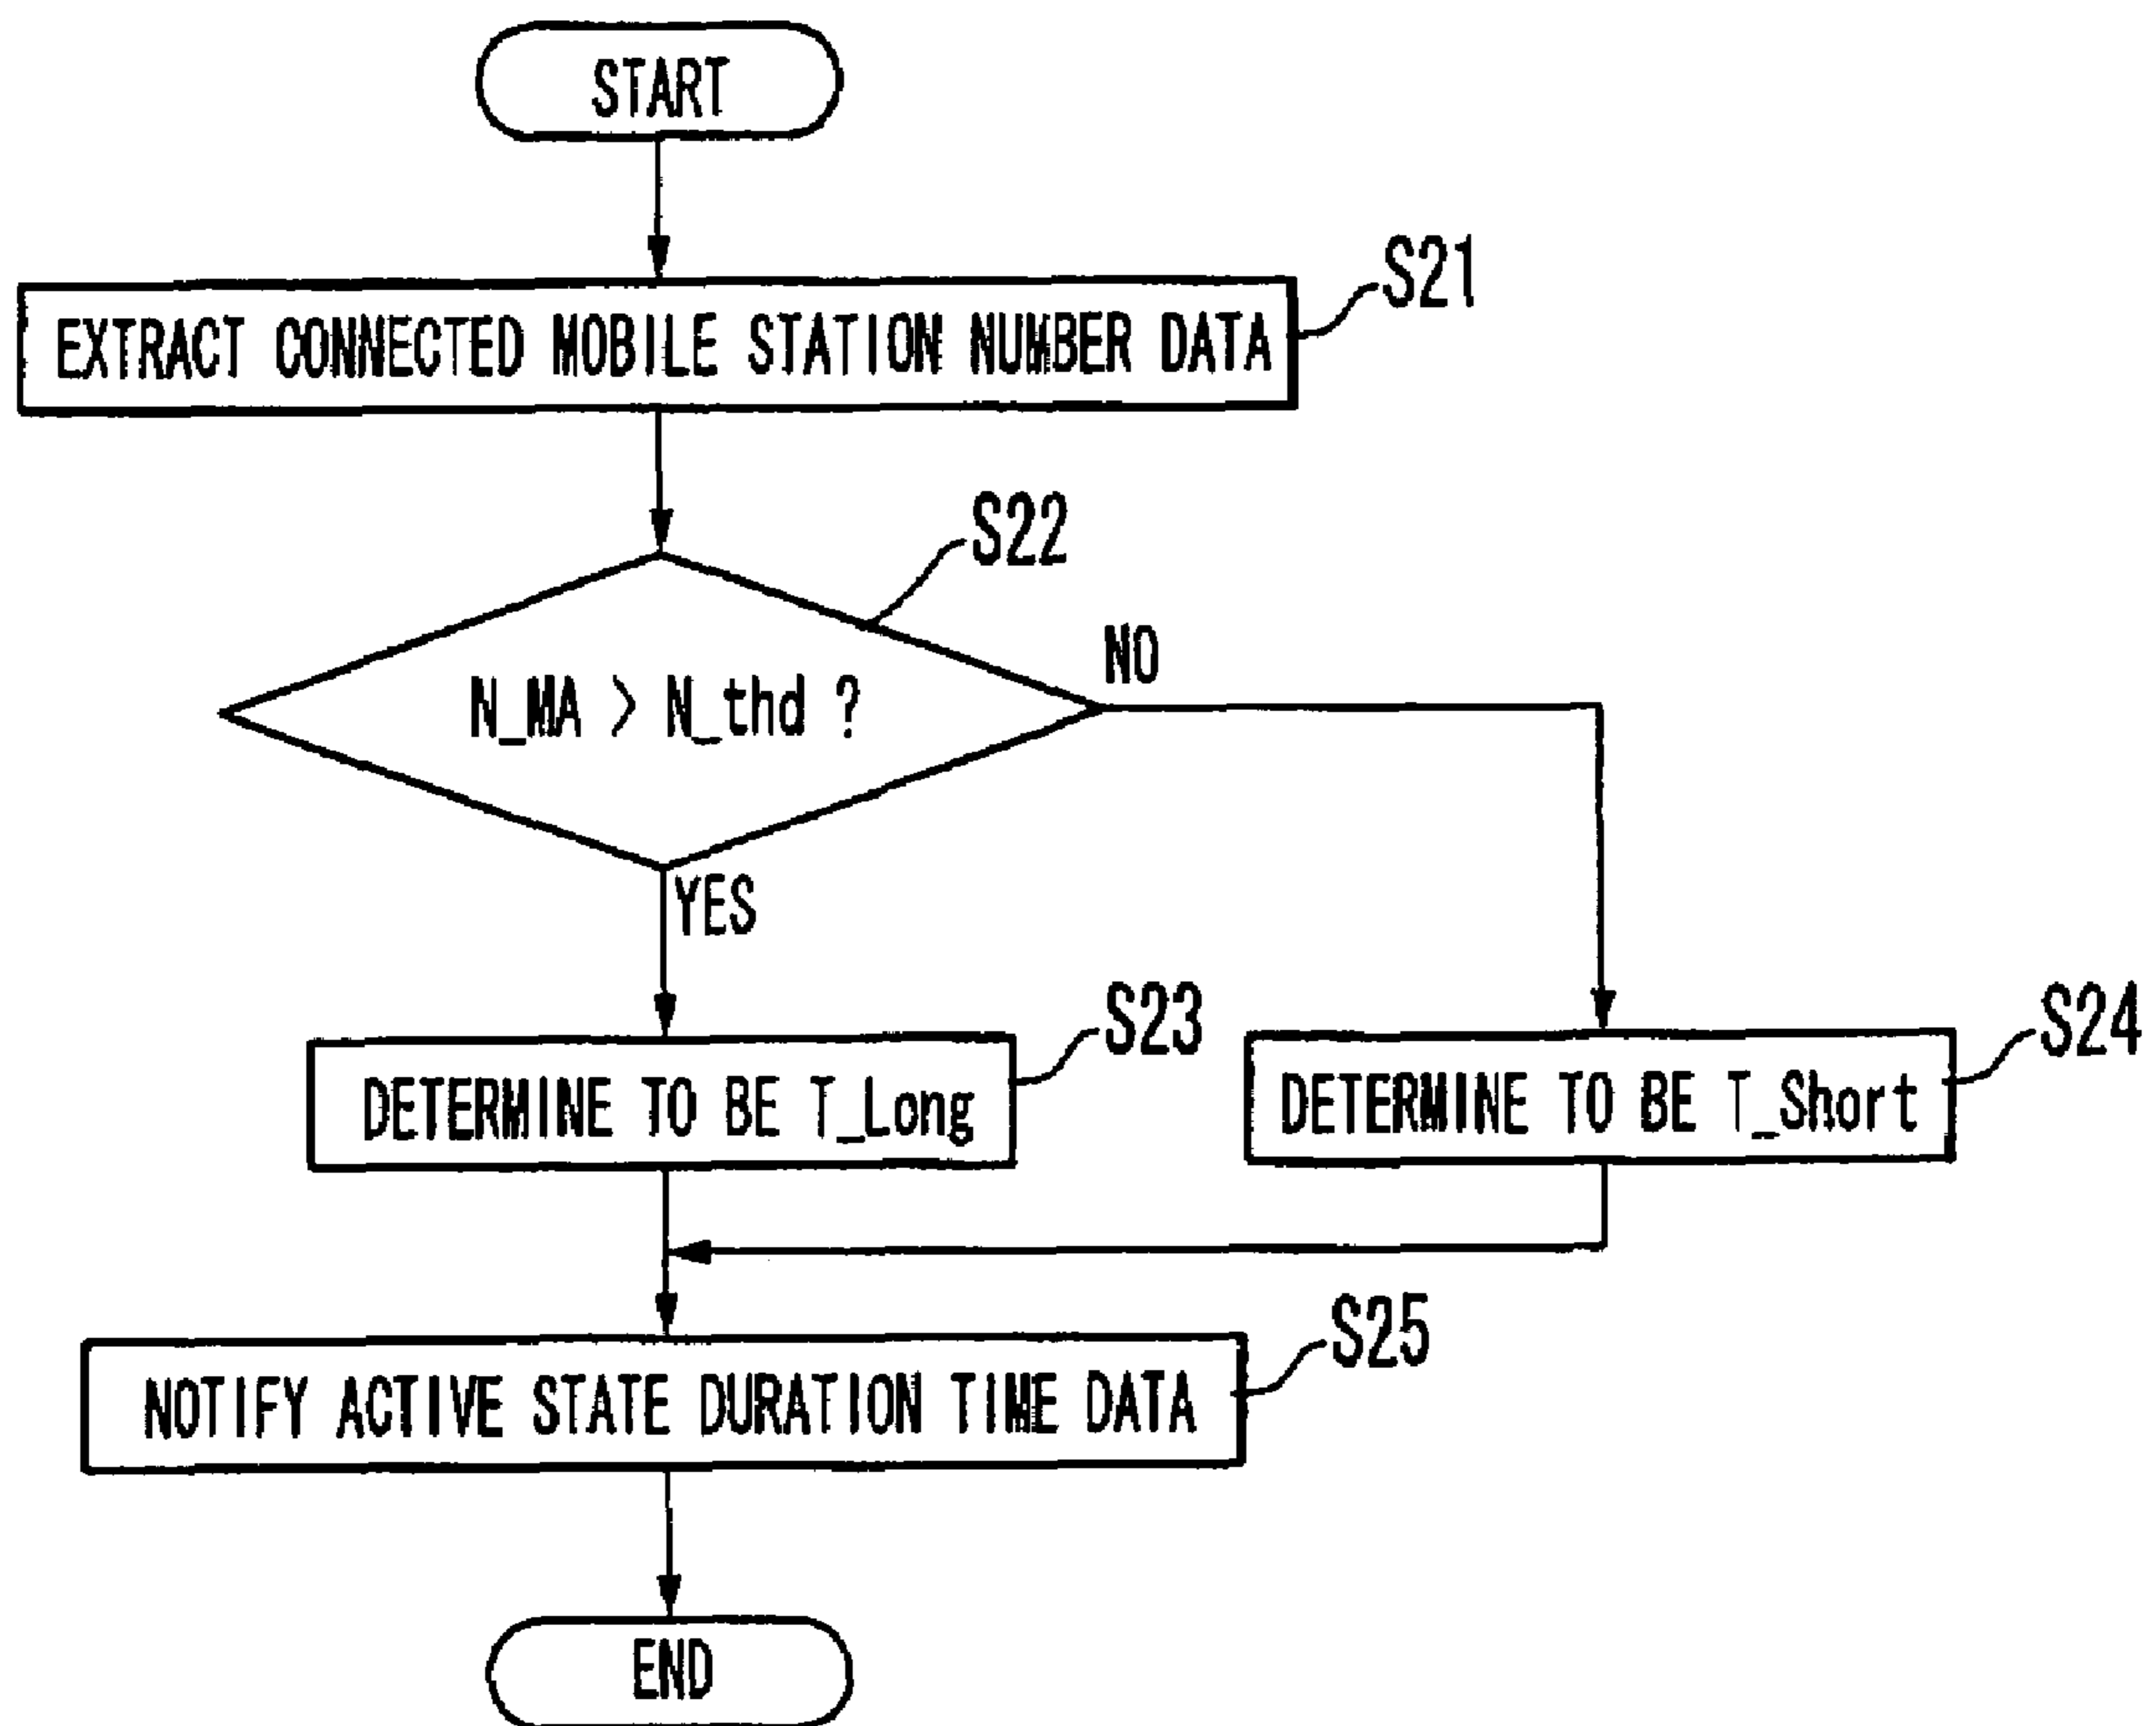 START
S21
EXTRACT CONNECTED MOBILE STATION NUMBER DATA
S22
NO
N_MA > N_thd ?
YES
S23
S24
DETERMINE TO BE T_Long
DETERMINE TO BE T_Short
S25
NOTIFY ACTIVE STATE DURATION TIME DATA
END